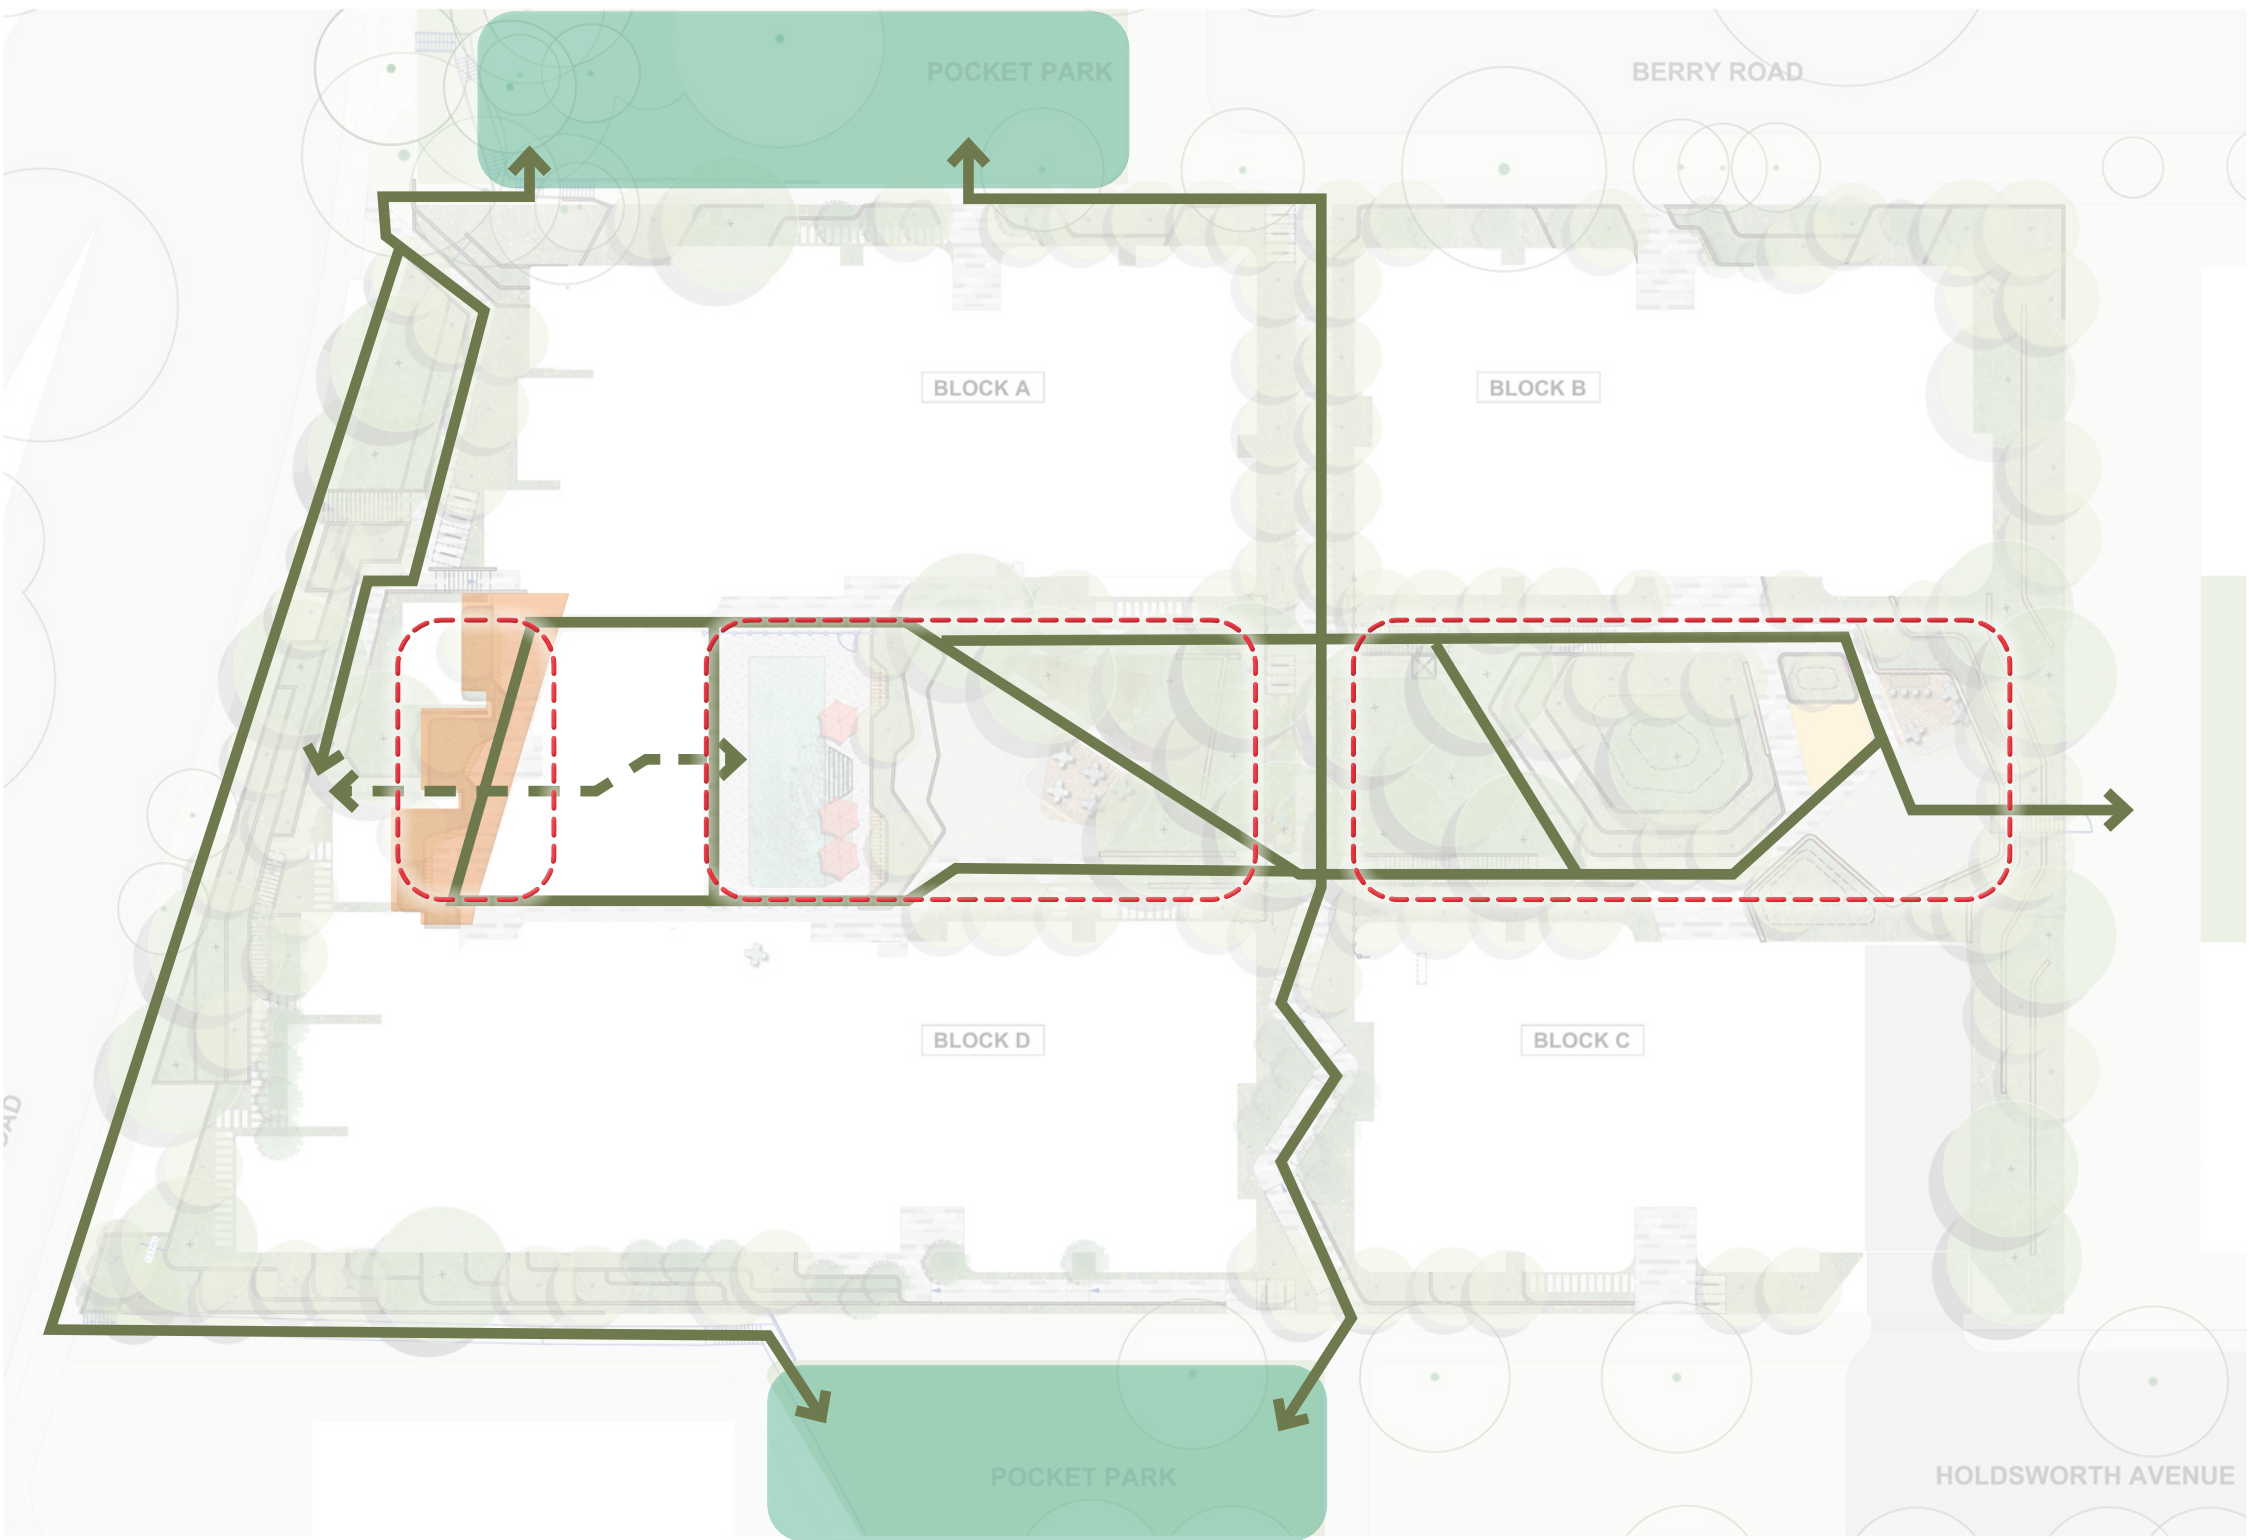 POCKET PARK
BERRY ROAD
BLOCK A
BLOCK B
BLOCK D
BLOCK C
POCKET PARK
HOLDSWORTH AVENUE